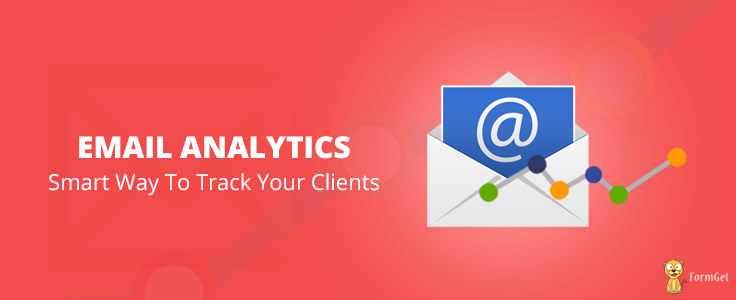 EMAIL ANALYTICS
Smart Way To Track Your Clients
@
FormGet